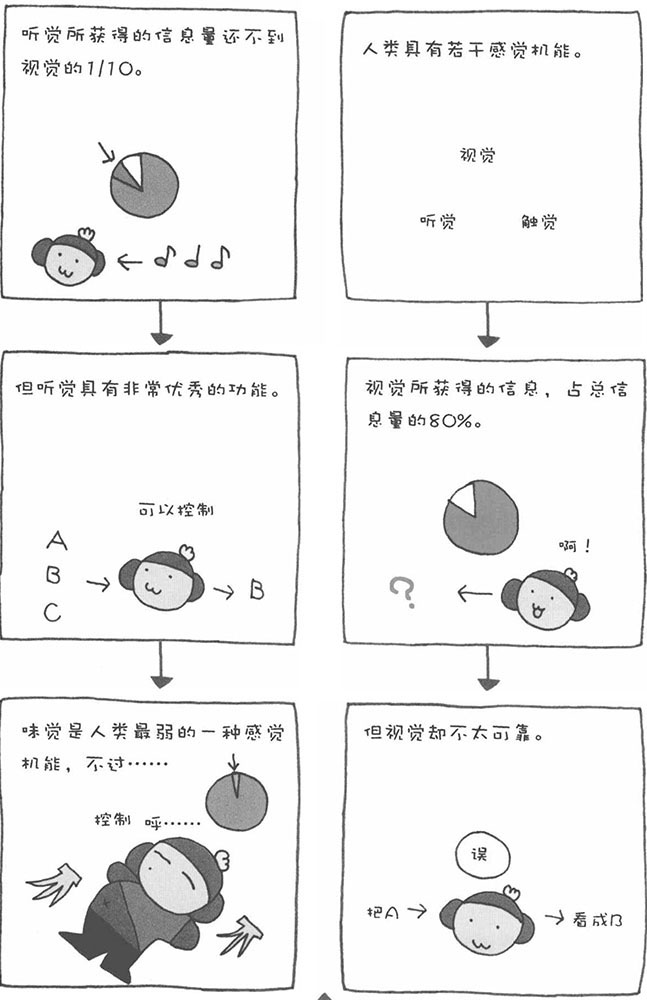 人类具有若干感觉机能。
视觉
听觉 触觉
视觉所获得的信息，占总信
息量的80%。
啊！
?
但视觉却不太可靠。
误
把A
看成B
听觉所获得的信息量还不到
视觉的1/10。
但听觉具有非常优秀的功能。
可以控制
A
B
C
B
味觉是人类最弱的一种感觉
机能，不过……
控制 呼……